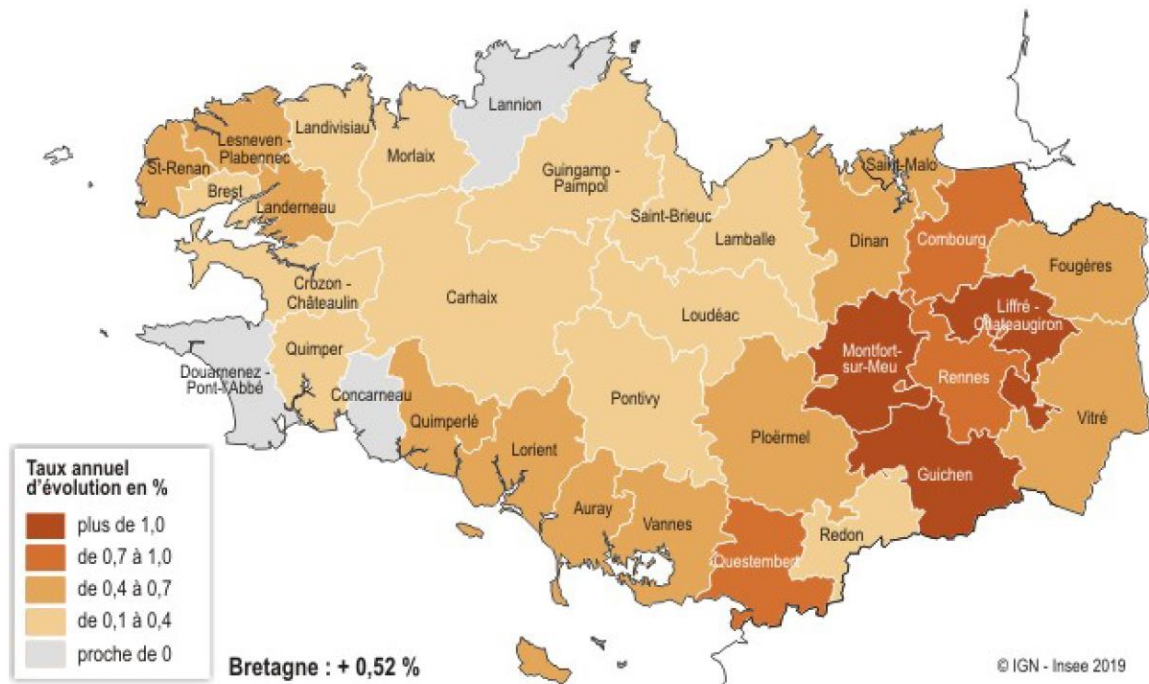 Lannion
Landivisiau
Lesneven -
Plabennec
Morlaix
St-Renan
Guingamp -
Paimpol
Saint-Malo
Brest
Landerneau
Saint-Brieuc
Lamballe
Dinan
Combourg
Fougères
Crozon -
Châteaulin
Carhaix
Loudéac
Liffré -
Chateaugiron
Quimper
Montfort-
sur-Meu
Douarnenez -
Pont-l'Abbé
Rennes
Concarneau
Pontivy
Quimperlé
Ploërmel
Vitré
Lorient
Guichen
Auray
Vannes
Redon
Questembert
Taux annuel
d'évolution en %
plus de 1,0
de 0,7 à 1,0
de 0,4 à 0,7
de 0,1 à 0,4
proche de 0
Bretagne : + 0,52 %
© IGN - Insee 2019